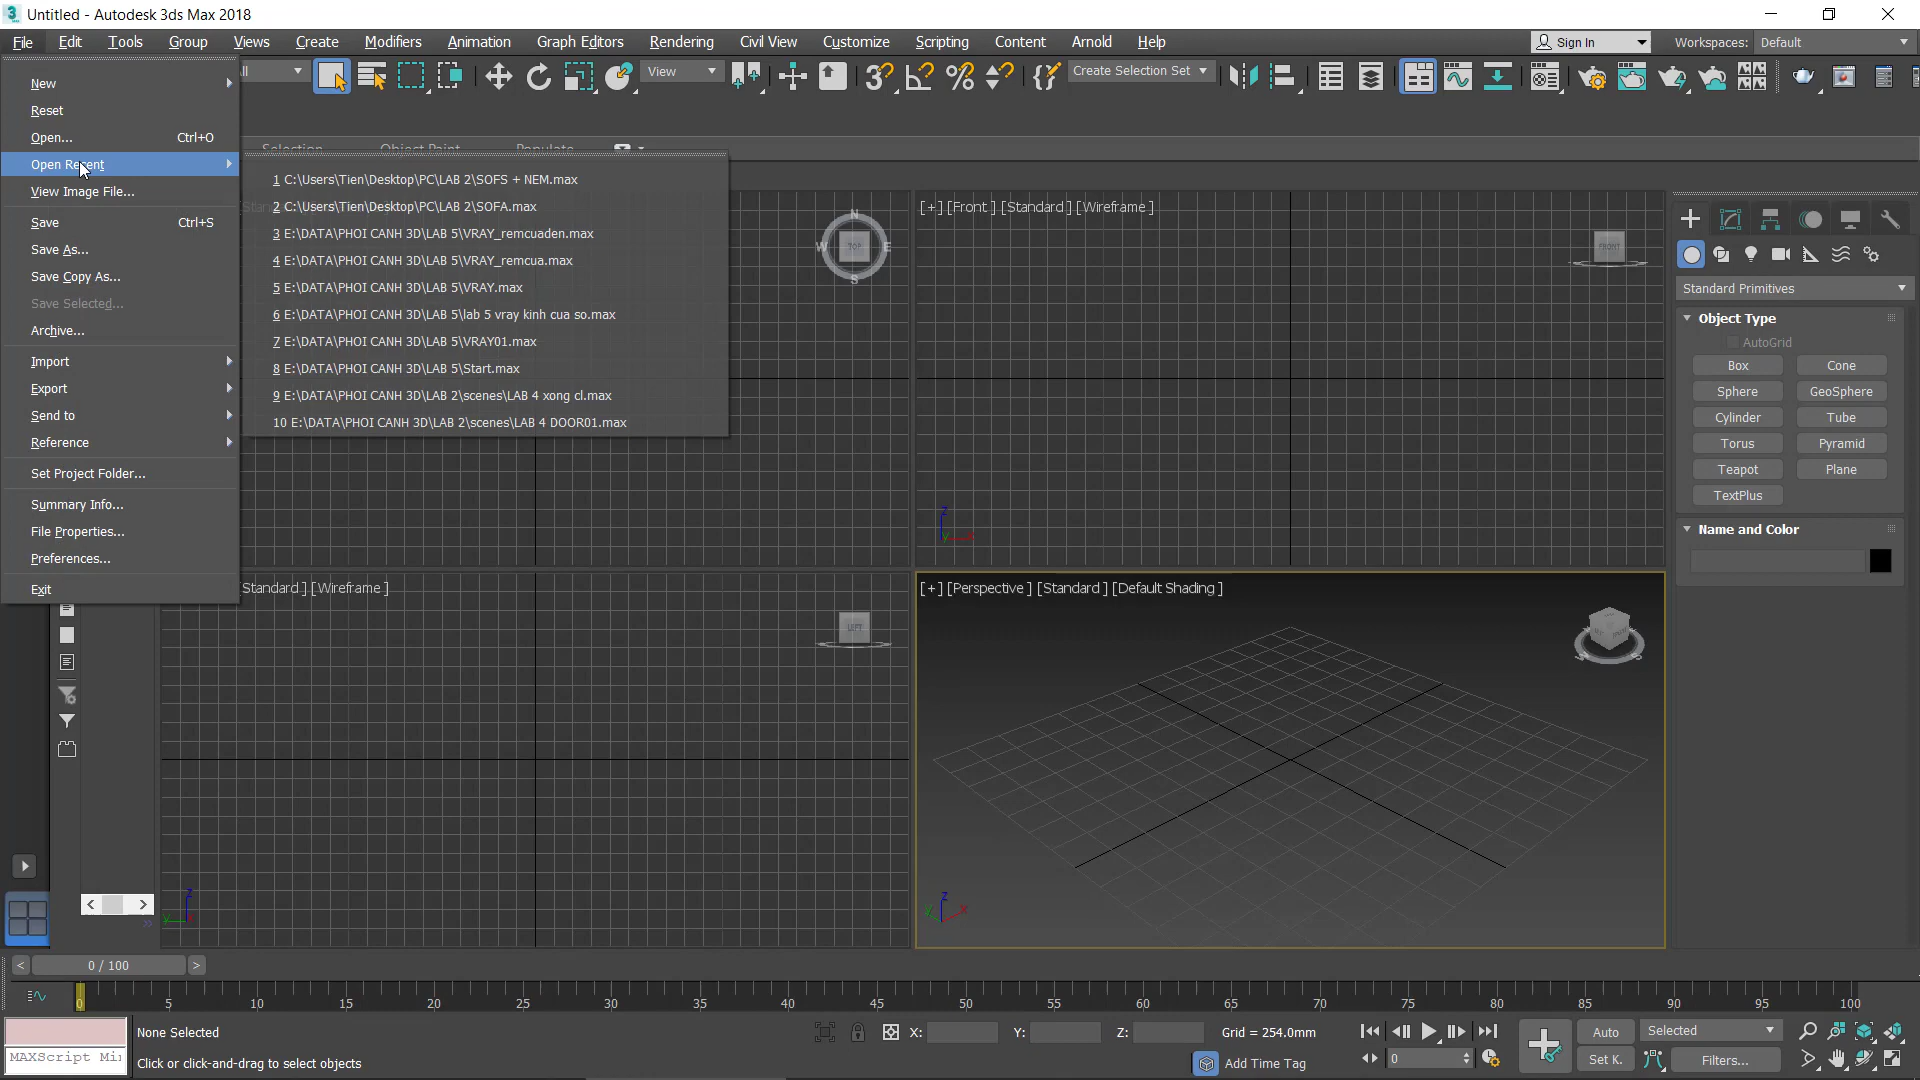 Untitled - Autodesk 3ds Max 2018
File Edit Tools Group Views Create Modifiers Animation Graph Editors Rendering Civil View Customize Scripting Content Arnold Help
Sign In
Workspaces: Default
View
Create Selection Set
New
Reset
Open... Ctrl+O
Open Recent
View Image File...
Save Ctrl+S
Save As...
Save Copy As...
Save Selected...
Archive...
Import
Export
Send to
Reference
Set Project Folder...
Summary Info...
File Properties...
Preferences...
Exit
Selection Object Paint Populate
1 C:\Users\Tien\Desktop\PC\LAB 2\SOFS + NEM.max
2 C:\Users\Tien\Desktop\PC\LAB 2\SOFA.max
3 E:\DATA\PHOI CANH 3D\LAB 5\VRAY_remcuaden.max
4 E:\DATA\PHOI CANH 3D\LAB 5\VRAY_remcua.max
5 E:\DATA\PHOI CANH 3D\LAB 5\VRAY.max
6 E:\DATA\PHOI CANH 3D\LAB 5\lab 5 vray kinh cua so.max
7 E:\DATA\PHOI CANH 3D\LAB 5\VRAY01.max
8 E:\DATA\PHOI CANH 3D\LAB 5\Start.max
9 E:\DATA\PHOI CANH 3D\LAB 2\scenes\LAB 4 xong cl.max
10 E:\DATA\PHOI CANH 3D\LAB 2\scenes\LAB 4 DOOR01.max
N
W TOP E
S
[+] [Front ] [Standard ] [Wireframe ]
FRONT
z
y x
Standard ] [Wireframe ]
LEFT
z
y
[+] [Perspective ] [Standard ] [Default Shading ]
z
y x
Standard Primitives
Object Type
AutoGrid
Box Cone
Sphere GeoSphere
Cylinder Tube
Torus Pyramid
Teapot Plane
TextPlus
Name and Color
< 0 / 100 >
0 5 10 15 20 25 30 35 40 45 50 55 60 65 70 75 80 85 90 95 100
None Selected
X: Y: Z: Grid = 254.0mm
Auto Selected
MAXScript Mi
Click or click-and-drag to select objects
Add Time Tag
0
Set K. Filters...